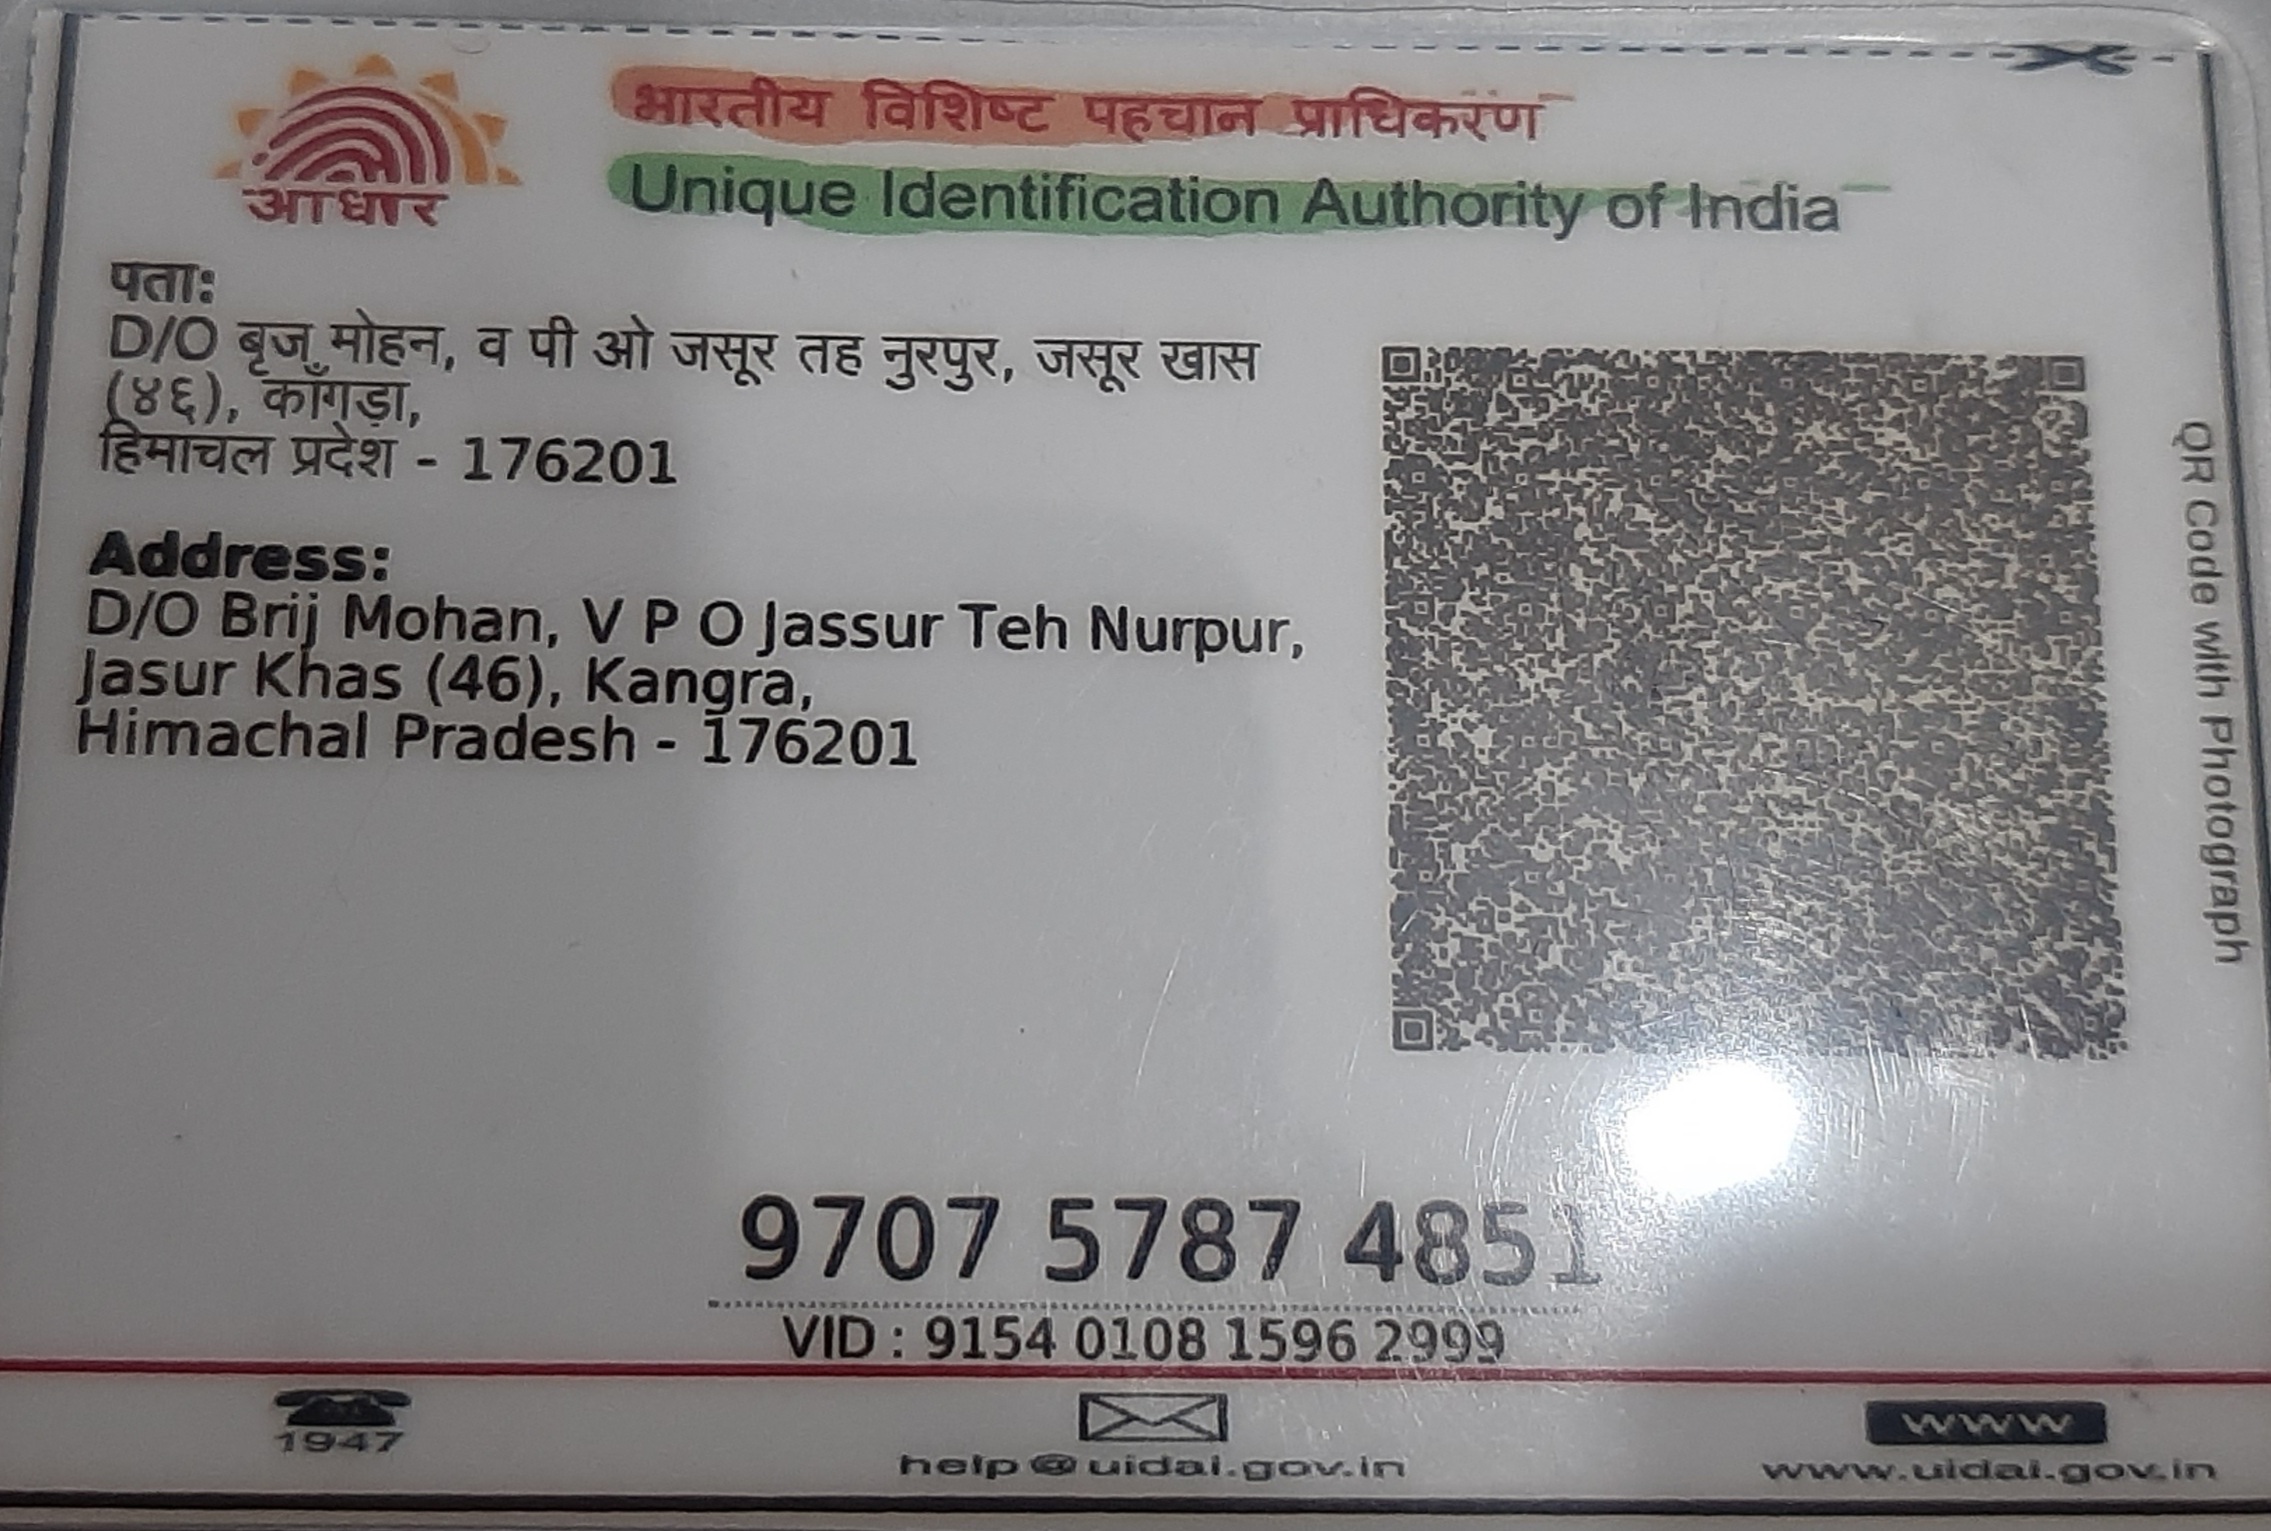 भारतीय विशिष्ट पहचान प्राधिकरण
आधार
Unique Identification Authority of India
पता:
D/O बृज मोहन, व पी ओ जसूर तह नुरपुर, जसूर खास
(४६), काँगड़ा,
हिमाचल प्रदेश - 176201
Address:
D/O Brij Mohan, V P O Jassur Teh Nurpur,
Jasur Khas (46), Kangra,
Himachal Pradesh - 176201
QR Code with Photograph
9707 5787 4851
VID : 9154 0108 1596 2999
1947
help@uidai.gov.in
www
www.uidai.gov.in